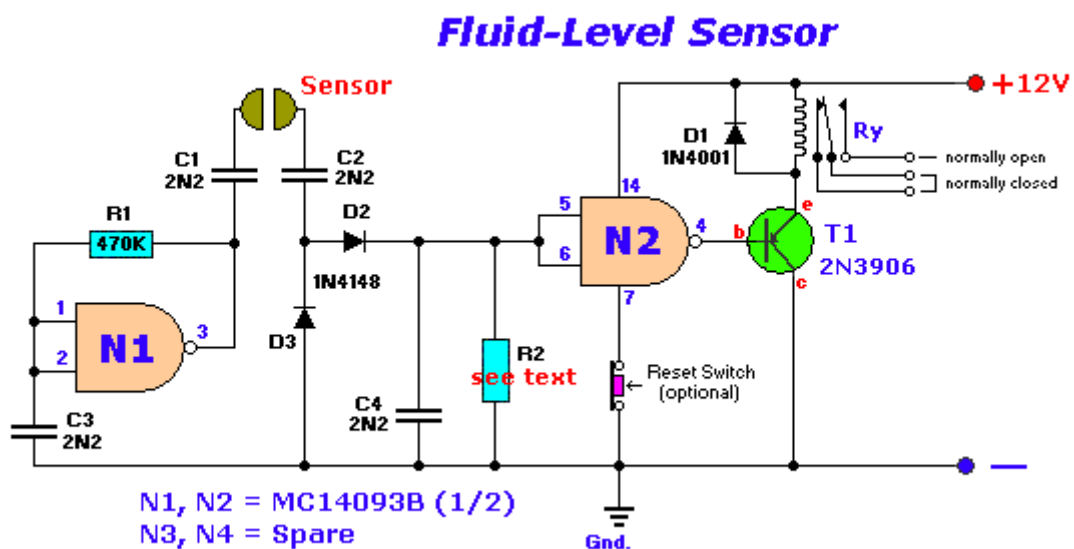 Fluid-Level Sensor
Sensor
+12V
C1
2N2
C2
2N2
D1
1N4001
Ry
normally open
normally closed
14
R1
470K
D2
1N4148
5
6
N2
4
b
e
c
T1
2N3906
7
1
2
N1
3
D3
R2
see text
Reset Switch
(optional)
C3
2N2
C4
2N2
N1, N2 = MC14093B (1/2)
N3, N4 = Spare
Gnd.